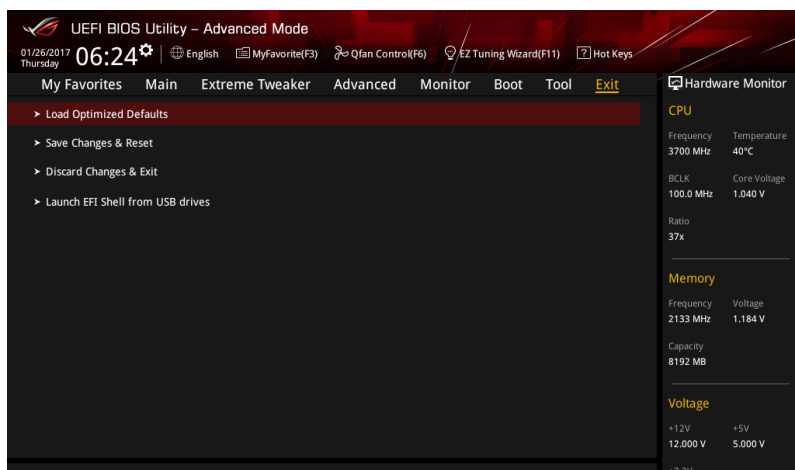 UEFI BIOS Utility – Advanced Mode
01/26/2017
Thursday
06:24
English
MyFavorite(F3)
Qfan Control(F6)
EZ Tuning Wizard(F11)
? Hot Keys
My Favorites Main Extreme Tweaker Advanced Monitor Boot Tool Exit
Hardware Monitor
Load Optimized Defaults
Save Changes & Reset
Discard Changes & Exit
Launch EFI Shell from USB drives
CPU
Frequency Temperature
3700 MHz 40°C
BCLK Core Voltage
100.0 MHz 1.040 V
Ratio
37x
Memory
Frequency Voltage
2133 MHz 1.184 V
Capacity
8192 MB
Voltage
+12V +5V
12.000 V 5.000 V